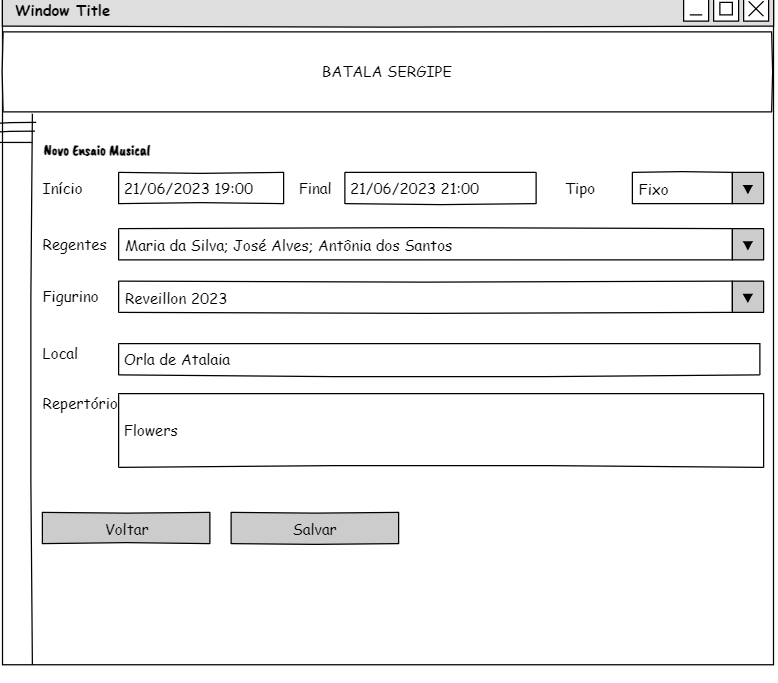 Window Title
BATALA SERGIPE
Novo Ensaio Musical
Início 21/06/2023 19:00 Final 21/06/2023 21:00 Tipo Fixo
Regentes Maria da Silva; José Alves; Antônia dos Santos
Figurino Reveillon 2023
Local Orla de Atalaia
Repertório
Flowers
Voltar Salvar